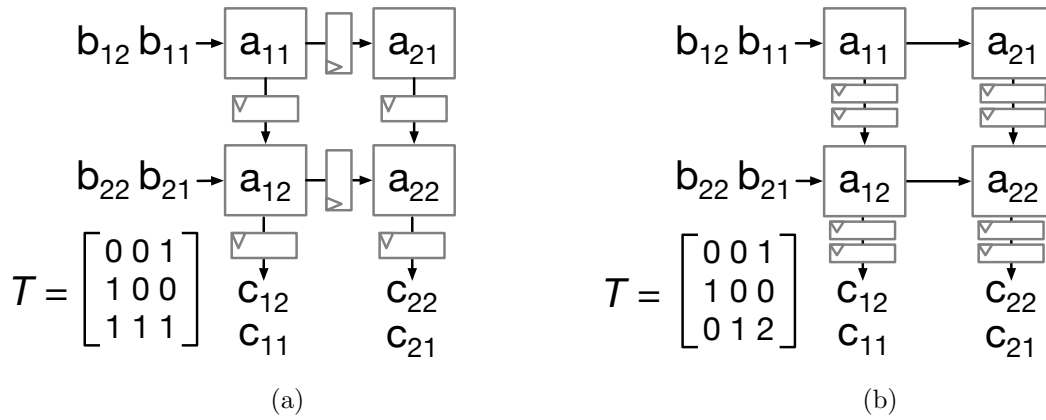 b12 b11 a11 a21
b22 b21 a12 a22
T = [ 0 0 1
1 0 0
1 1 1 ]
c12 c22
c11 c21
(a)
b12 b11 a11 a21
b22 b21 a12 a22
T = [ 0 0 1
1 0 0
0 1 2 ]
c12 c22
c11 c21
(b)